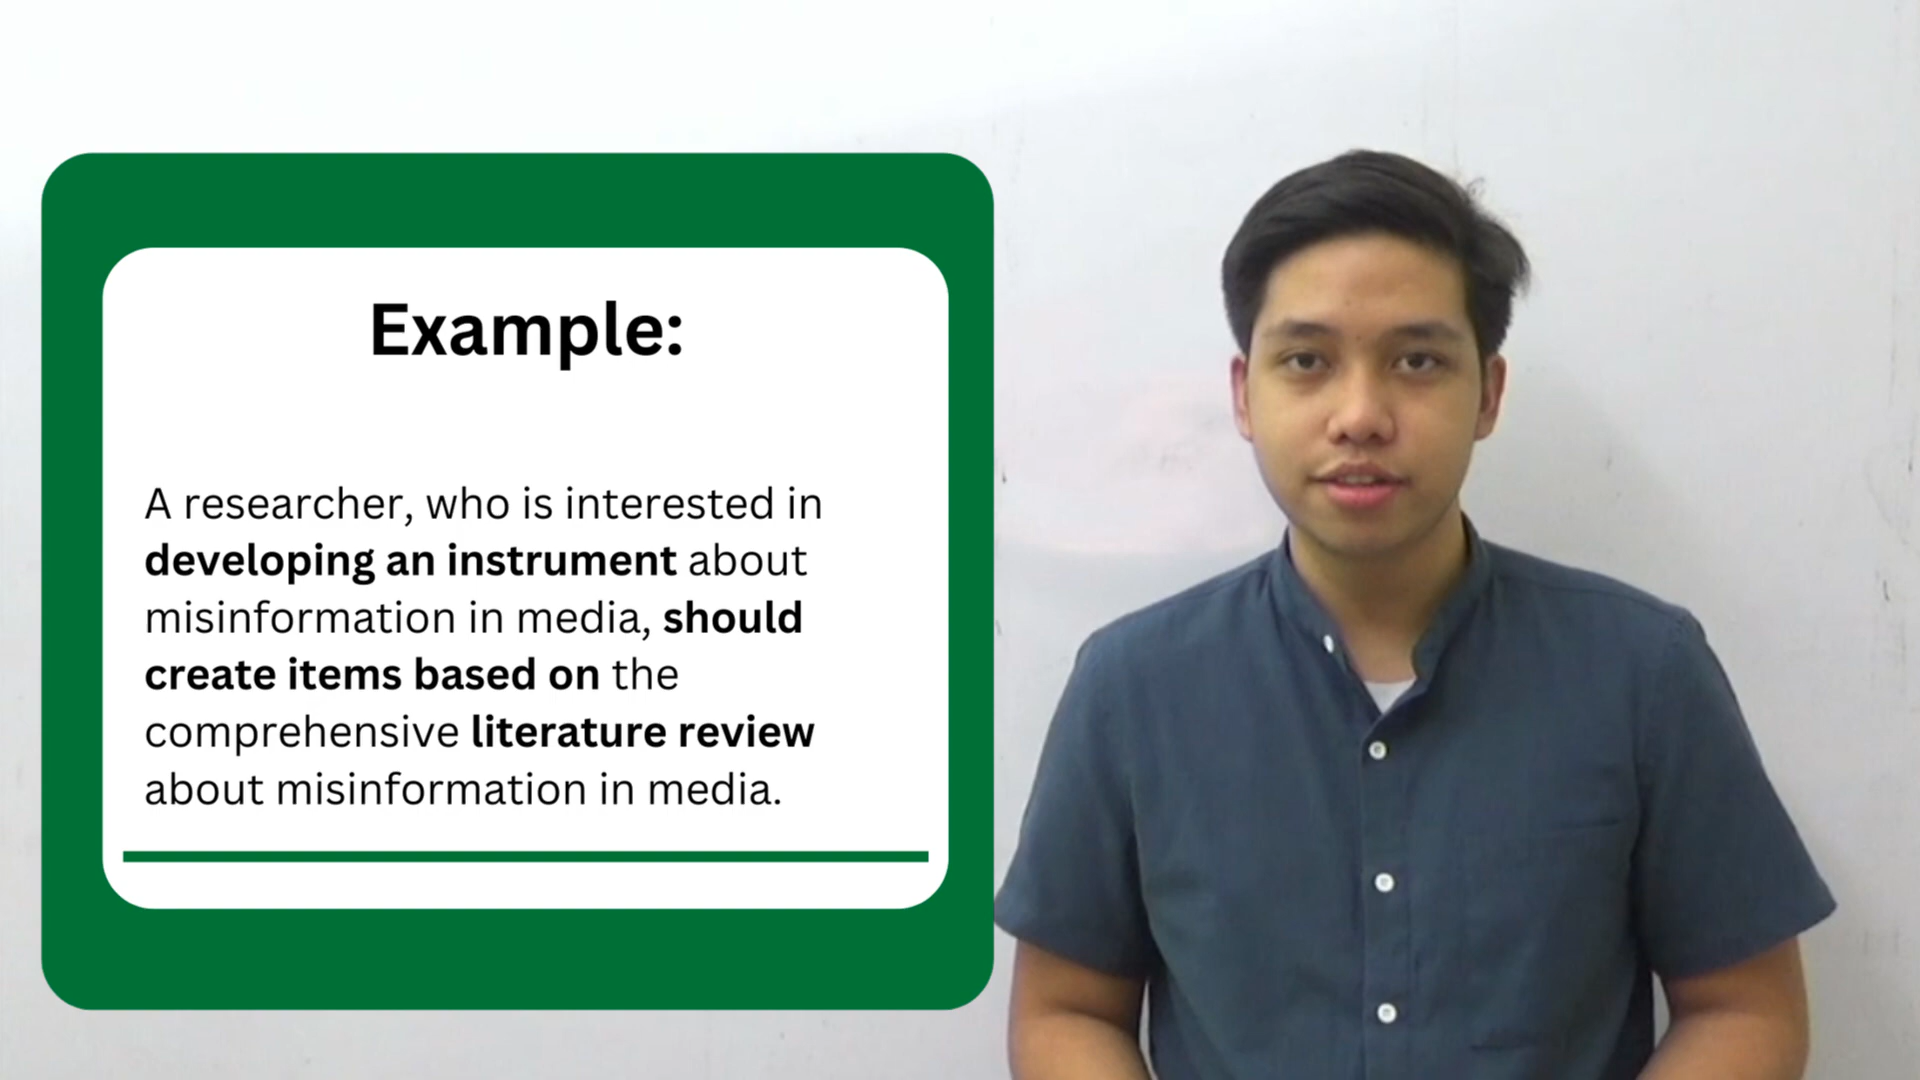 Example:
A researcher, who is interested in
developing an instrument about
misinformation in media, should
create items based on the
comprehensive literature review
about misinformation in media.